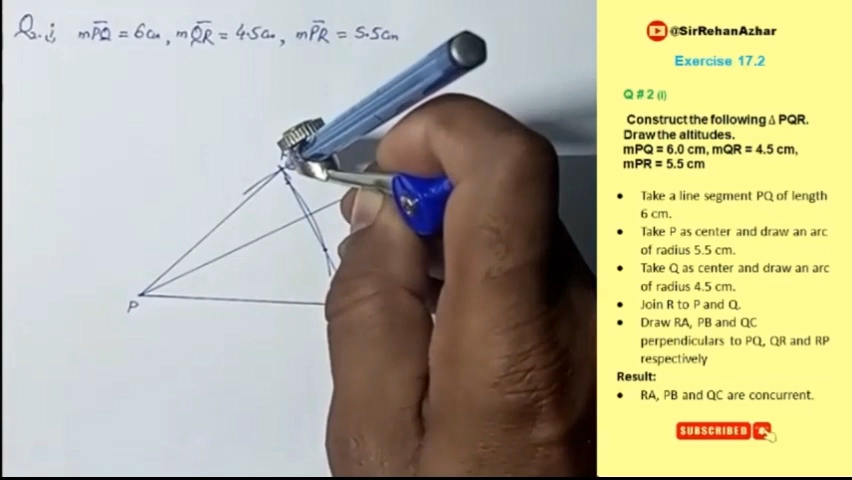 Q2.i mPQ = 6cm, mQR = 4.5cm, mPR = 5.5cm
P
@SirRehanAzhar
Exercise 17.2
Q # 2 (I)
Construct the following Δ PQR.
Draw the altitudes.
mPQ = 6.0 cm, mQR = 4.5 cm,
mPR = 5.5 cm
• Take a line segment PQ of length
6 cm.
• Take P as center and draw an arc
of radius 5.5 cm.
• Take Q as center and draw an arc
of radius 4.5 cm.
• Join R to P and Q.
• Draw RA, PB and QC
perpendiculars to PQ, QR and RP
respectively
Result:
• RA, PB and QC are concurrent.
SUBSCRIBED